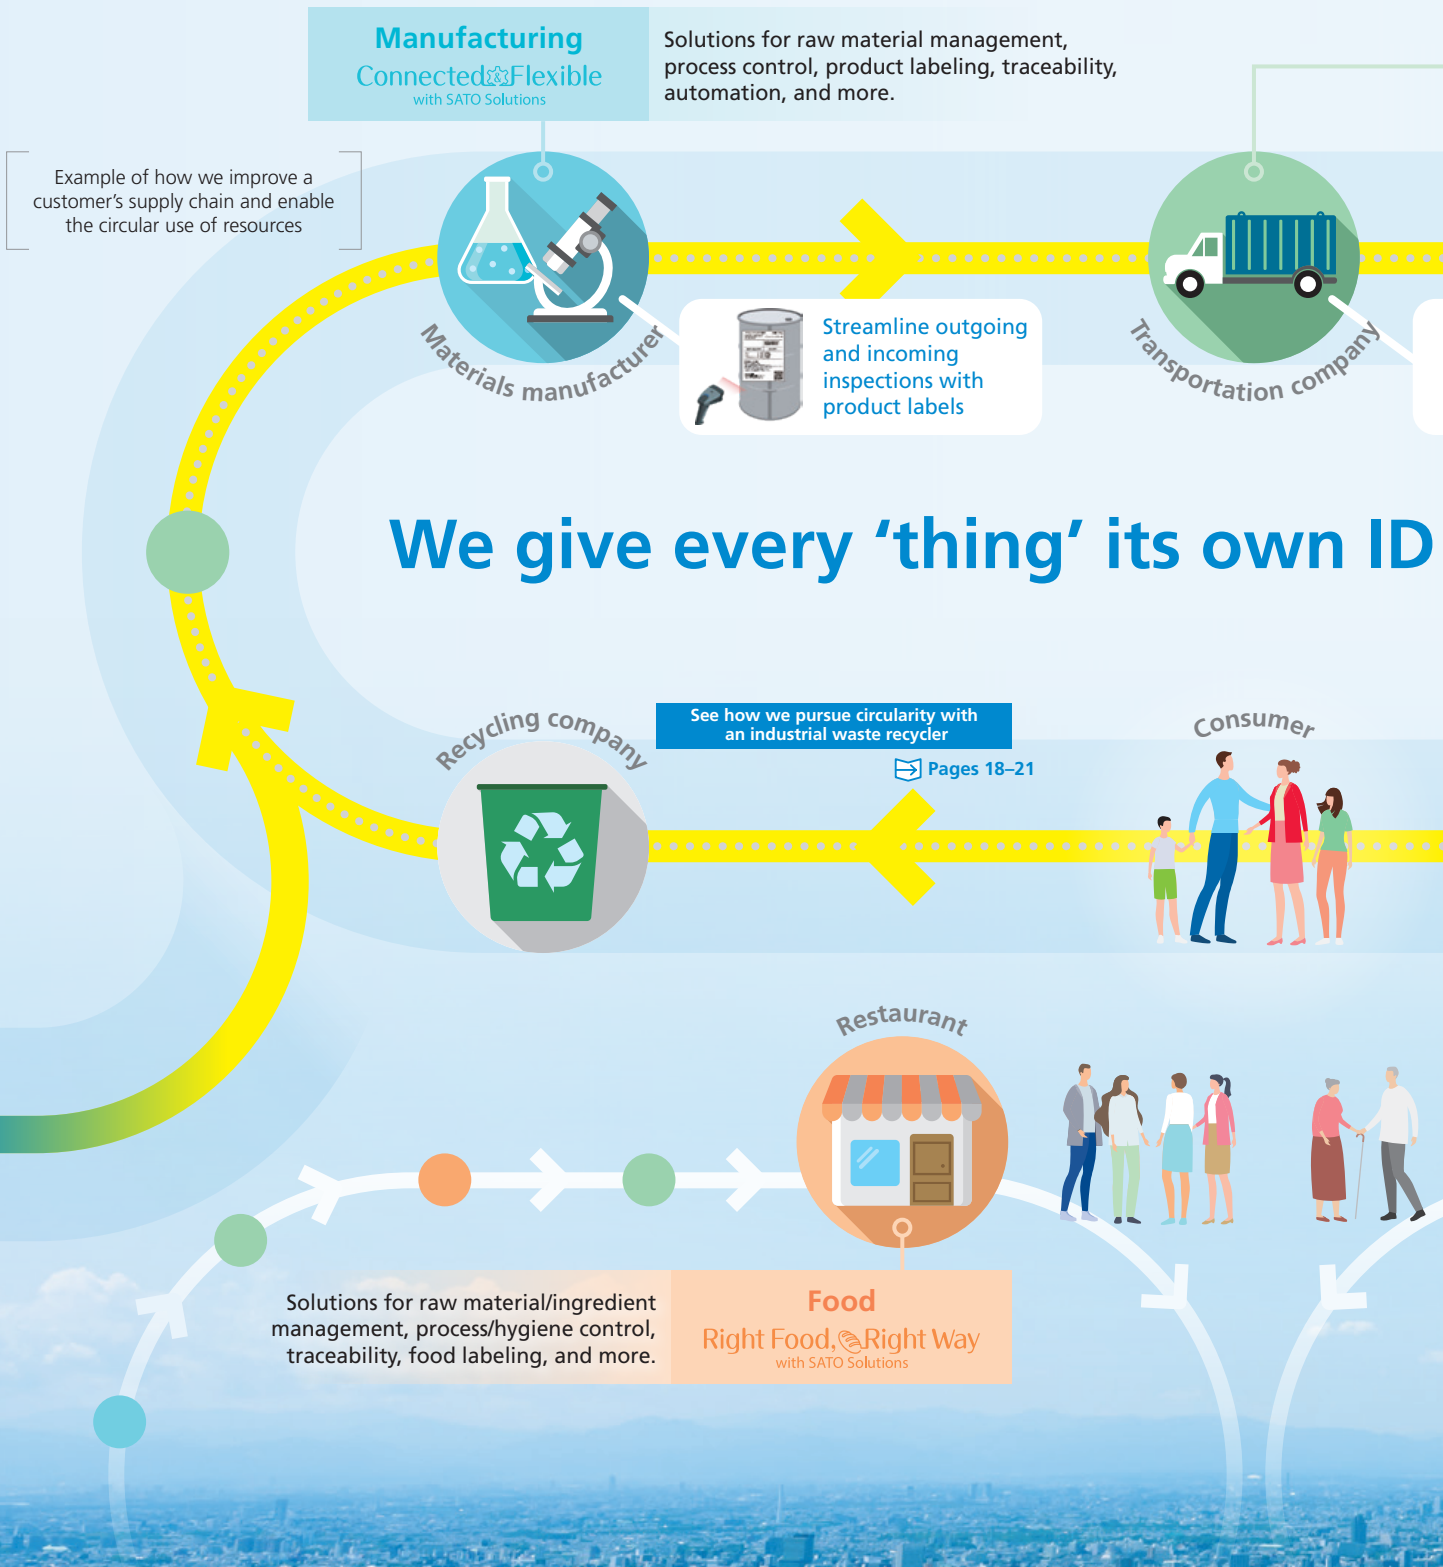 Manufacturing
Connected&Flexible
with SATO Solutions
Solutions for raw material management,
process control, product labeling, traceability,
automation, and more.
Example of how we improve a
customer's supply chain and enable
the circular use of resources
Materials manufacturer
Streamline outgoing
and incoming
inspections with
product labels
Transportation company
We give every ‘thing’ its own ID
Recycling company
See how we pursue circularity with
an industrial waste recycler
Pages 18–21
Consumer
Restaurant
Solutions for raw material/ingredient
management, process/hygiene control,
traceability, food labeling, and more.
Food
Right Food, Right Way
with SATO Solutions